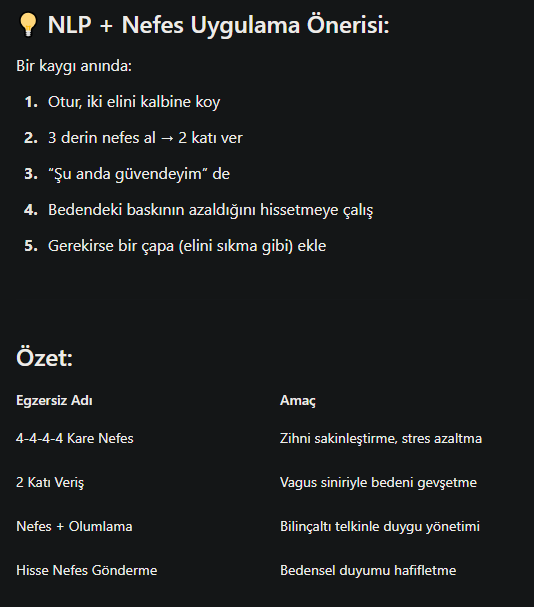 💡 NLP + Nefes Uygulama Önerisi:
Bir kaygı anında:
1. Otur, iki elini kalbine koy
2. 3 derin nefes al → 2 katı ver
3. “Şu anda güvendeyim” de
4. Bedendeki baskının azaldığını hissetmeye çalış
5. Gerekirse bir çapa (elini sıkma gibi) ekle
Özet:
Egzersiz Adı Amaç
4-4-4-4 Kare Nefes Zihni sakinleştirme, stres azaltma
2 Katı Veriş Vagus siniriyle bedeni gevşetme
Nefes + Olumlama Bilinçaltı telkinle duygu yönetimi
Hisse Nefes Gönderme Bedensel duyumu hafifletme